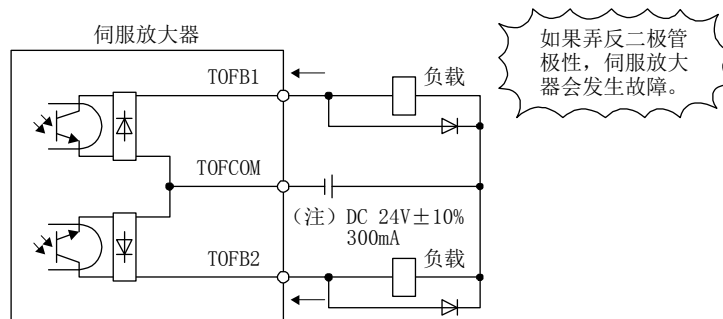 伺服放大器
如果弄反二极管
极性，伺服放大
器会发生故障。
TOFB1
负载
TOFCOM
（注）DC 24V±10%
300mA
TOFB2
负载